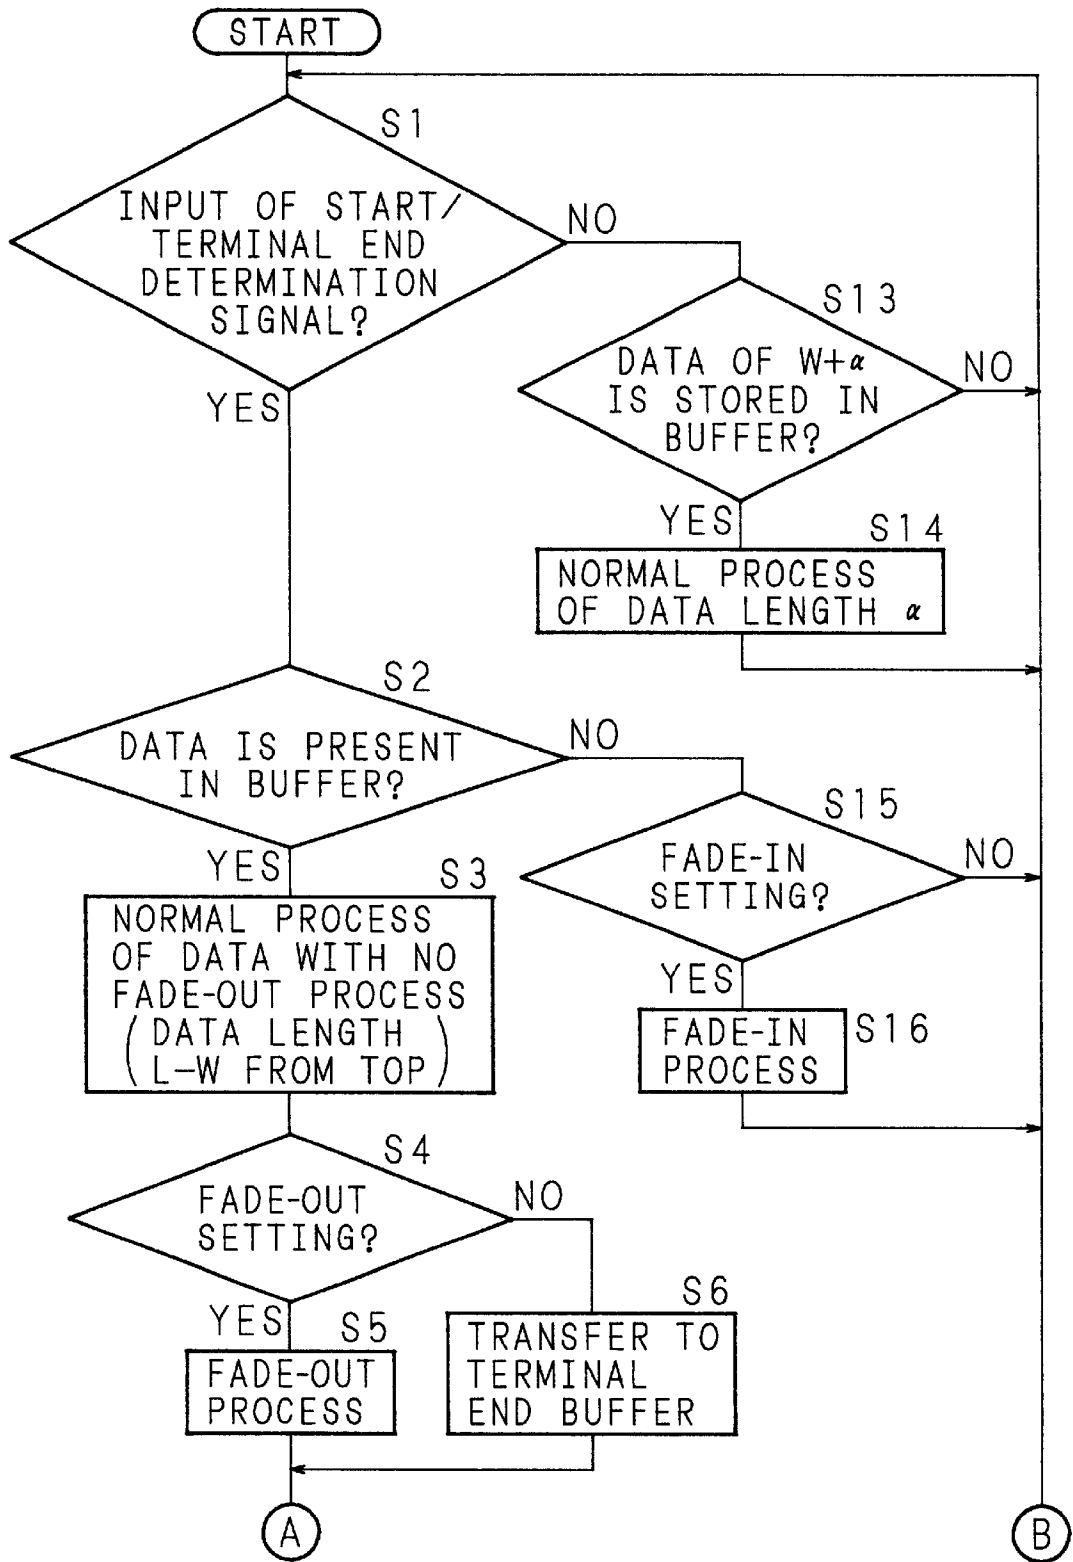 START
S1
INPUT OF START/
TERMINAL END
DETERMINATION
SIGNAL?
NO
YES
S13
DATA OF W+α
IS STORED IN
BUFFER?
NO
YES
S14
NORMAL PROCESS
OF DATA LENGTH α
S2
DATA IS PRESENT
IN BUFFER?
NO
YES
S15
FADE-IN
SETTING?
NO
YES
S16
FADE-IN
PROCESS
S3
NORMAL PROCESS
OF DATA WITH NO
FADE-OUT PROCESS
(DATA LENGTH
L-W FROM TOP)
S4
FADE-OUT
SETTING?
NO
YES
S5
FADE-OUT
PROCESS
S6
TRANSFER TO
TERMINAL
END BUFFER
A
B